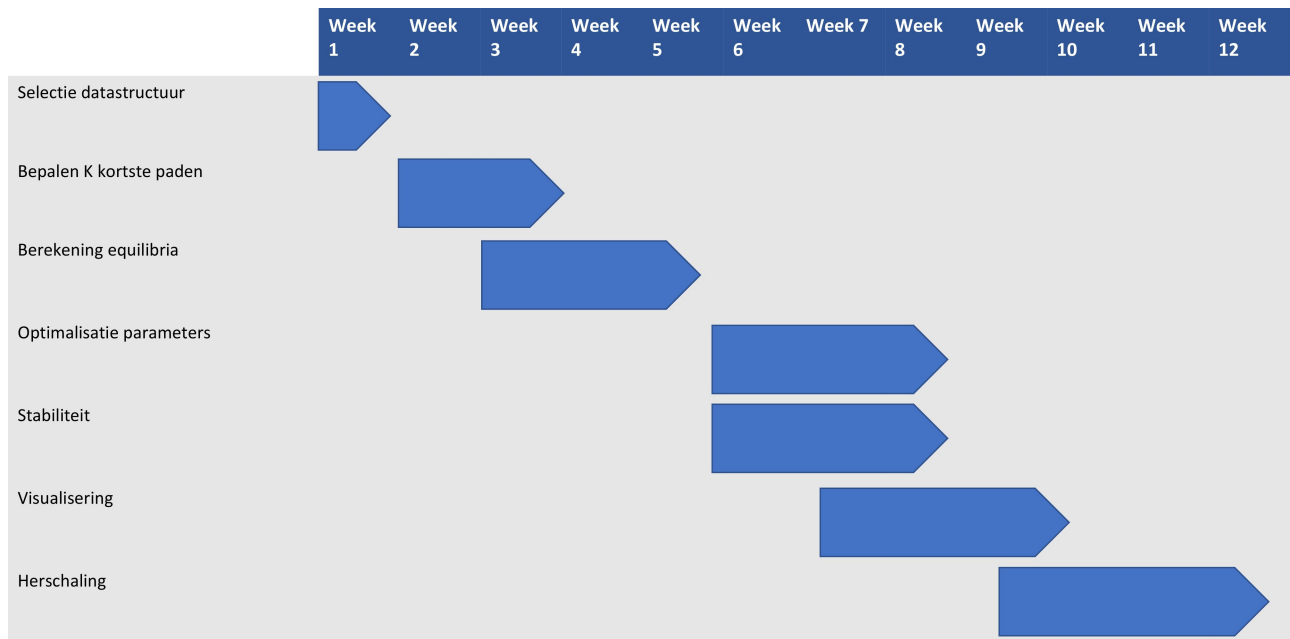 Week 1
Week 2
Week 3
Week 4
Week 5
Week 6
Week 7
Week 8
Week 9
Week 10
Week 11
Week 12
Selectie datastructuur
Bepalen K kortste paden
Berekening equilibria
Optimalisatie parameters
Stabiliteit
Visualisering
Herschaling